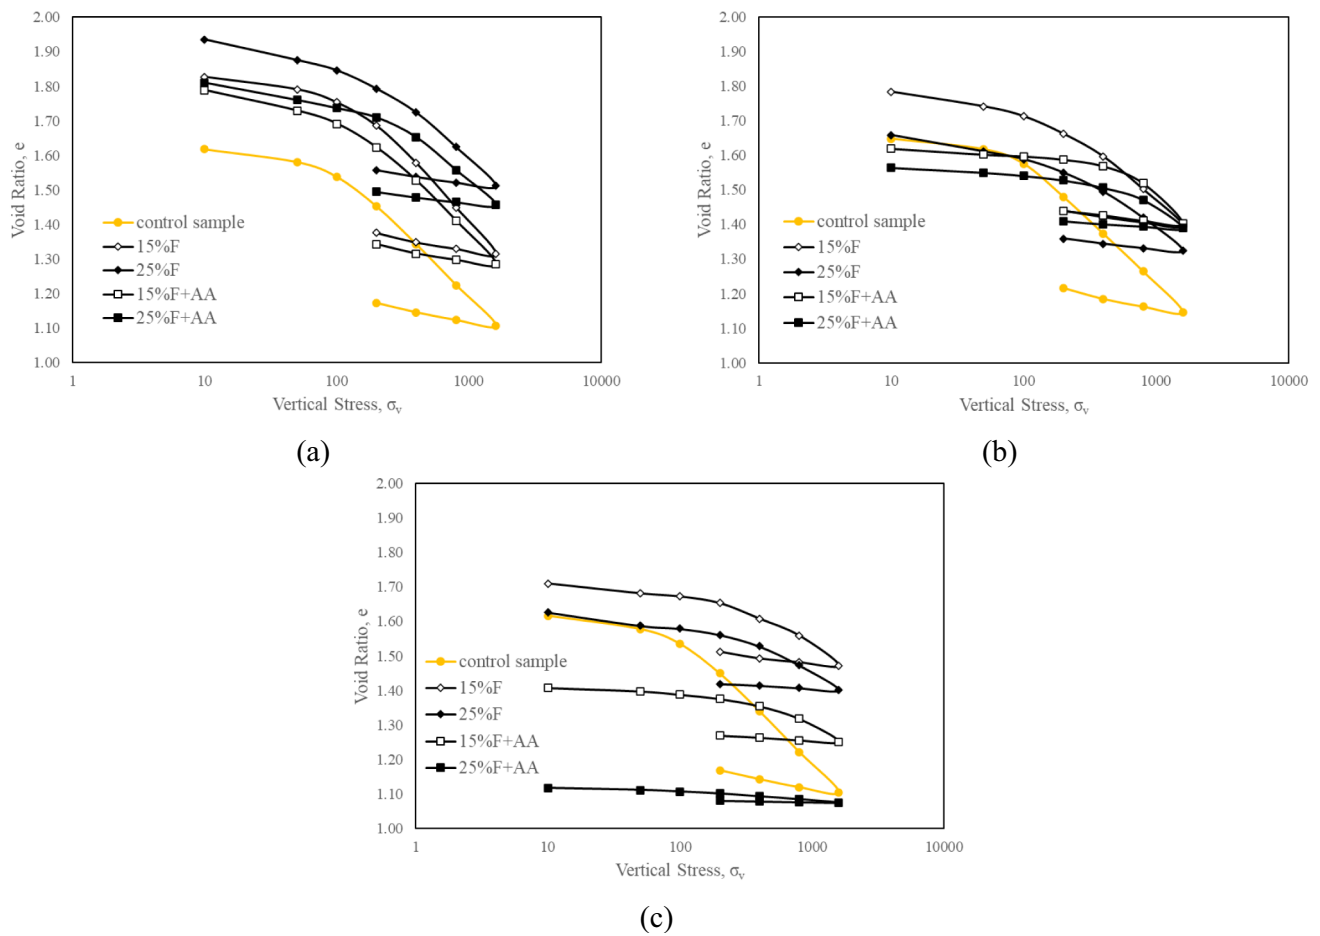 2.00
1.90
1.80
1.70
1.60
1.50
1.40
1.30
1.20
1.10
1.00
Void Ratio, e
control sample
15%F
25%F
15%F+AA
25%F+AA
1 10 100 1000 10000
Vertical Stress, σv
(a)
2.00
1.90
1.80
1.70
1.60
1.50
1.40
1.30
1.20
1.10
1.00
Void Ratio, e
control sample
15%F
25%F
15%F+AA
25%F+AA
1 10 100 1000 10000
Vertical Stress, σv
(b)
2.00
1.90
1.80
1.70
1.60
1.50
1.40
1.30
1.20
1.10
1.00
Void Ratio, e
control sample
15%F
25%F
15%F+AA
25%F+AA
1 10 100 1000 10000
Vertical Stress, σv
(c)